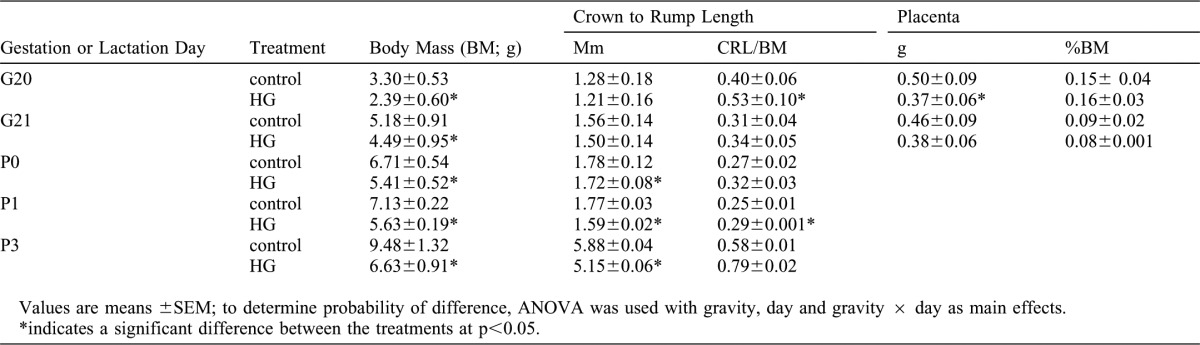 Crown to Rump Length Placenta
Gestation or Lactation Day Treatment Body Mass (BM; g) Mm CRL/BM g %BM
G20 control 3.30±0.53 1.28±0.18 0.40±0.06 0.50±0.09 0.15± 0.04
HG 2.39±0.60* 1.21±0.16 0.53±0.10* 0.37±0.06* 0.16±0.03
G21 control 5.18±0.91 1.56±0.14 0.31±0.04 0.46±0.09 0.09±0.02
HG 4.49±0.95* 1.50±0.14 0.34±0.05 0.38±0.06 0.08±0.001
P0 control 6.71±0.54 1.78±0.12 0.27±0.02
HG 5.41±0.52* 1.72±0.08* 0.32±0.03
P1 control 7.13±0.22 1.77±0.03 0.25±0.01
HG 5.63±0.19* 1.59±0.02* 0.29±0.001*
P3 control 9.48±1.32 5.88±0.04 0.58±0.01
HG 6.63±0.91* 5.15±0.06* 0.79±0.02
Values are means ±SEM; to determine probability of difference, ANOVA was used with gravity, day and gravity × day as main effects.
*indicates a significant difference between the treatments at p<0.05.